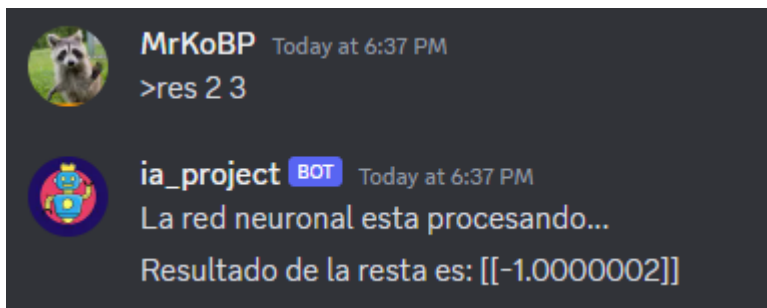 MrKoBP Today at 6:37 PM
>res 2 3
ia_project BOT Today at 6:37 PM
La red neuronal esta procesando...
Resultado de la resta es: [[-1.0000002]]